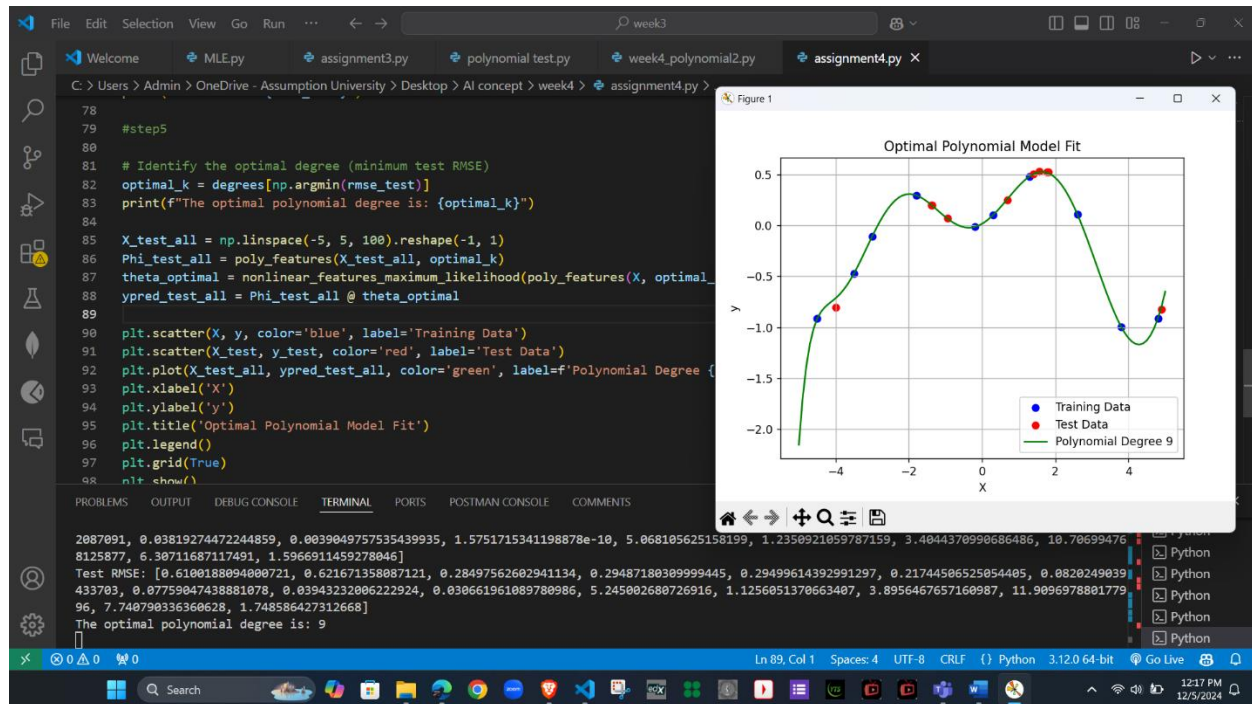 File Edit Selection View Go Run ··· week3
Welcome MLE.py assignment3.py polynomial test.py week4_polynomial2.py assignment4.py
C: > Users > Admin > OneDrive - Assumption University > Desktop > AI concept > week4 > assignment4.py >
78
79 #step5
80
81 # Identify the optimal degree (minimum test RMSE)
82 optimal_k = degrees[np.argmin(rmse_test)]
83 print(f"The optimal polynomial degree is: {optimal_k}")
84
85 X_test_all = np.linspace(-5, 5, 100).reshape(-1, 1)
86 Phi_test_all = poly_features(X_test_all, optimal_k)
87 theta_optimal = nonlinear_features_maximum_likelihood(poly_features(X, optimal_
88 ypred_test_all = Phi_test_all @ theta_optimal
89
90 plt.scatter(X, y, color='blue', label='Training Data')
91 plt.scatter(X_test, y_test, color='red', label='Test Data')
92 plt.plot(X_test_all, ypred_test_all, color='green', label=f'Polynomial Degree {
93 plt.xlabel('X')
94 plt.ylabel('y')
95 plt.title('Optimal Polynomial Model Fit')
96 plt.legend()
97 plt.grid(True)
98 plt.show()
Figure 1
Optimal Polynomial Model Fit
0.5
0.0
−0.5
−1.0
−1.5
−2.0
y
−4 −2 0 2 4
X
Training Data
Test Data
Polynomial Degree 9
PROBLEMS OUTPUT DEBUG CONSOLE TERMINAL PORTS POSTMAN CONSOLE COMMENTS
2087091, 0.03819274472244859, 0.0039049757535439935, 1.5751715341198878e-10, 5.068105625158199, 1.2350921059787159, 3.4044370990686486, 10.70699476
8125877, 6.30711687117491, 1.5966911459278046]
Test RMSE: [0.6100188094000721, 0.621671358087121, 0.28497562602941134, 0.29487180309999445, 0.29499614392991297, 0.21744506525054405, 0.0820249039
433703, 0.07759047438881078, 0.03943232006222924, 0.030661961089780986, 5.245002680726916, 1.1256051370663407, 3.8956467657160987, 11.9096978801779
96, 7.740790336360628, 1.748586427312668]
The optimal polynomial degree is: 9
Python
Python
Python
Python
Python
0 0 0 Ln 89, Col 1 Spaces: 4 UTF-8 CRLF {} Python 3.12.0 64-bit Go Live
Search 12:17 PM
12/5/2024